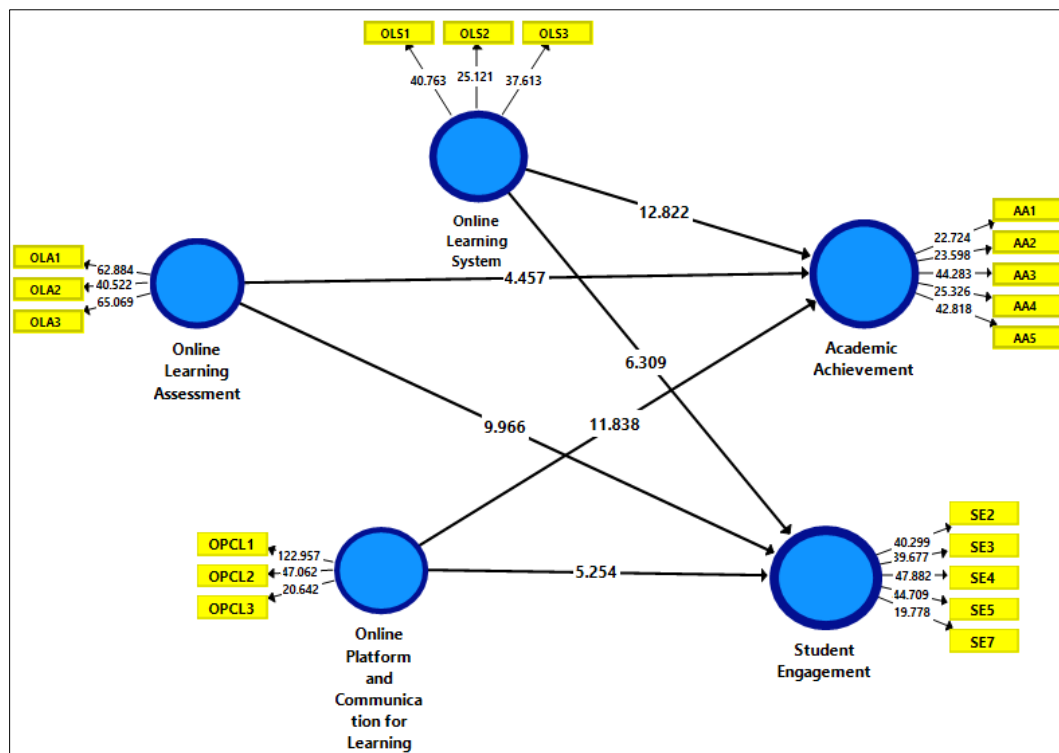 OLS1
OLS2
OLS3
40.763
25.121
37.613
Online
Learning
System
12.822
AA1
AA2
AA3
AA4
AA5
22.724
23.598
44.283
25.326
42.818
Academic
Achievement
OLA1
OLA2
OLA3
62.884
40.522
65.069
Online
Learning
Assessment
4.457
6.309
9.966
11.838
OPCL1
OPCL2
OPCL3
122.957
47.062
20.642
Online
Platform
and
Communica
tion for
Learning
5.254
SE2
SE3
SE4
SE5
SE7
40.299
39.677
47.882
44.709
19.778
Student
Engagement